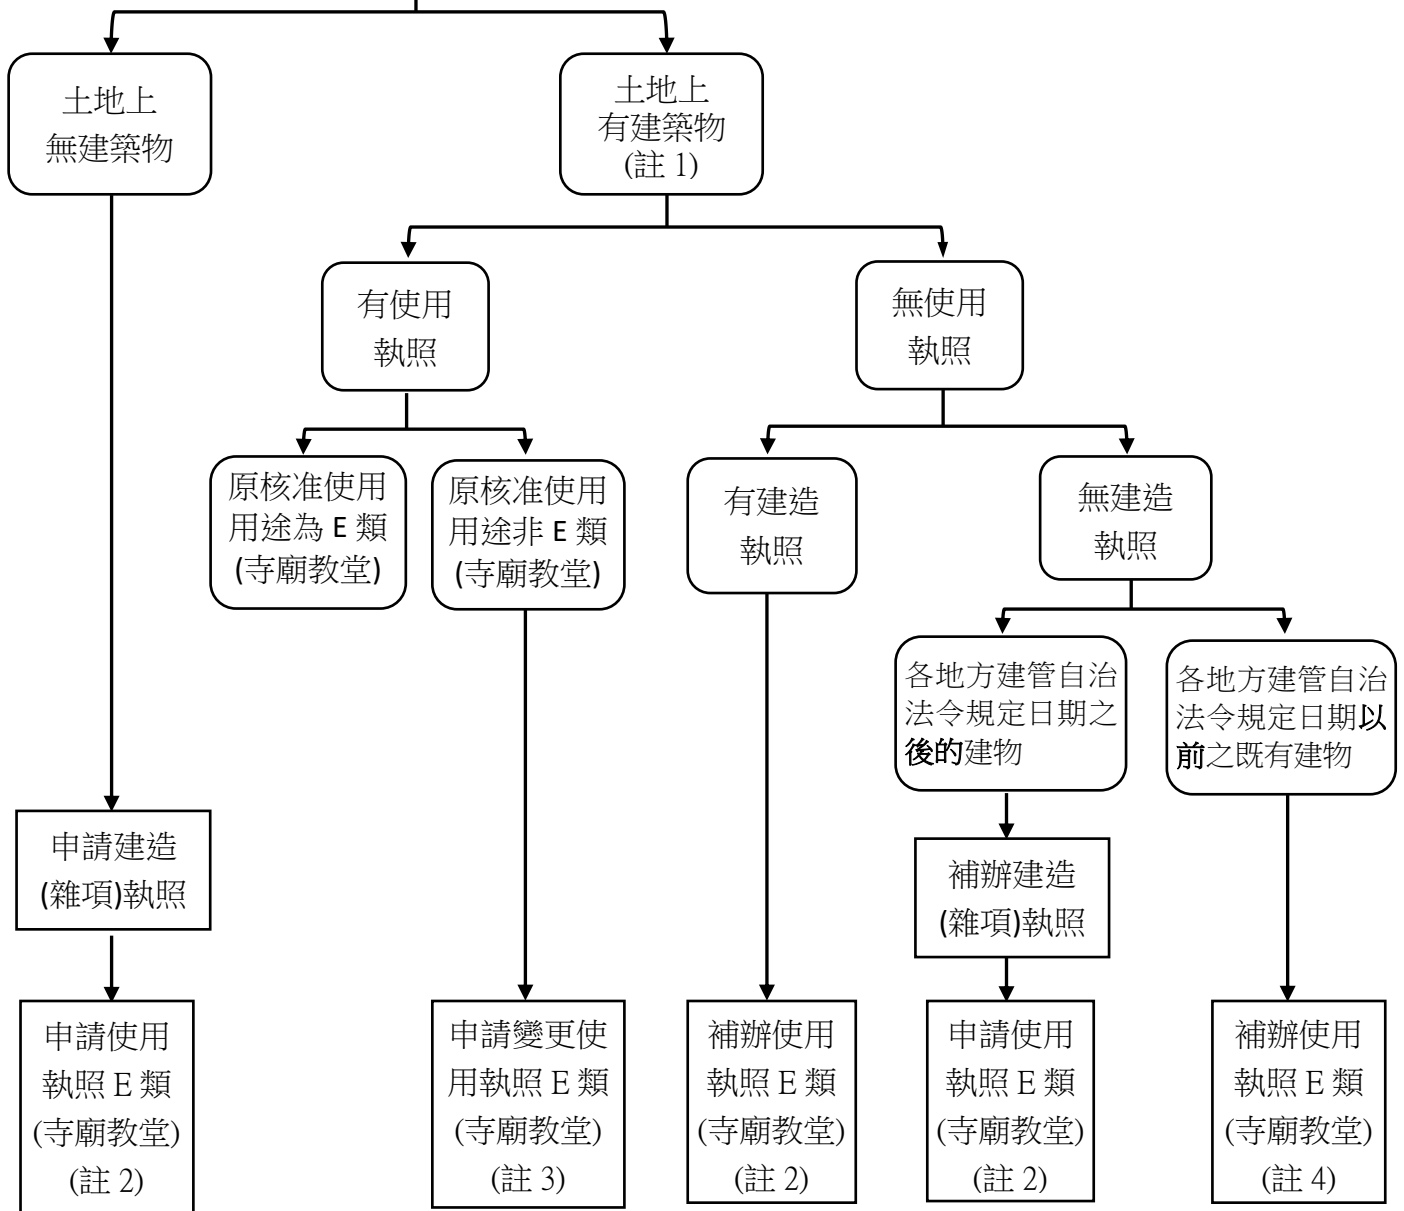 土地上
無建築物
土地上
有建築物
(註 1)
有使用
執照
無使用
執照
原核准使用
用途為 E 類
(寺廟教堂)
原核准使用
用途非 E 類
(寺廟教堂)
有建造
執照
無建造
執照
各地方建管自治
法令規定日期之
後的建物
各地方建管自治
法令規定日期以
前之既有建物
申請建造
(雜項)執照
補辦建造
(雜項)執照
申請使用
執照 E 類
(寺廟教堂)
(註 2)
申請變更使
用執照 E 類
(寺廟教堂)
(註 3)
補辦使用
執照 E 類
(寺廟教堂)
(註 2)
申請使用
執照 E 類
(寺廟教堂)
(註 2)
補辦使用
執照 E 類
(寺廟教堂)
(註 4)